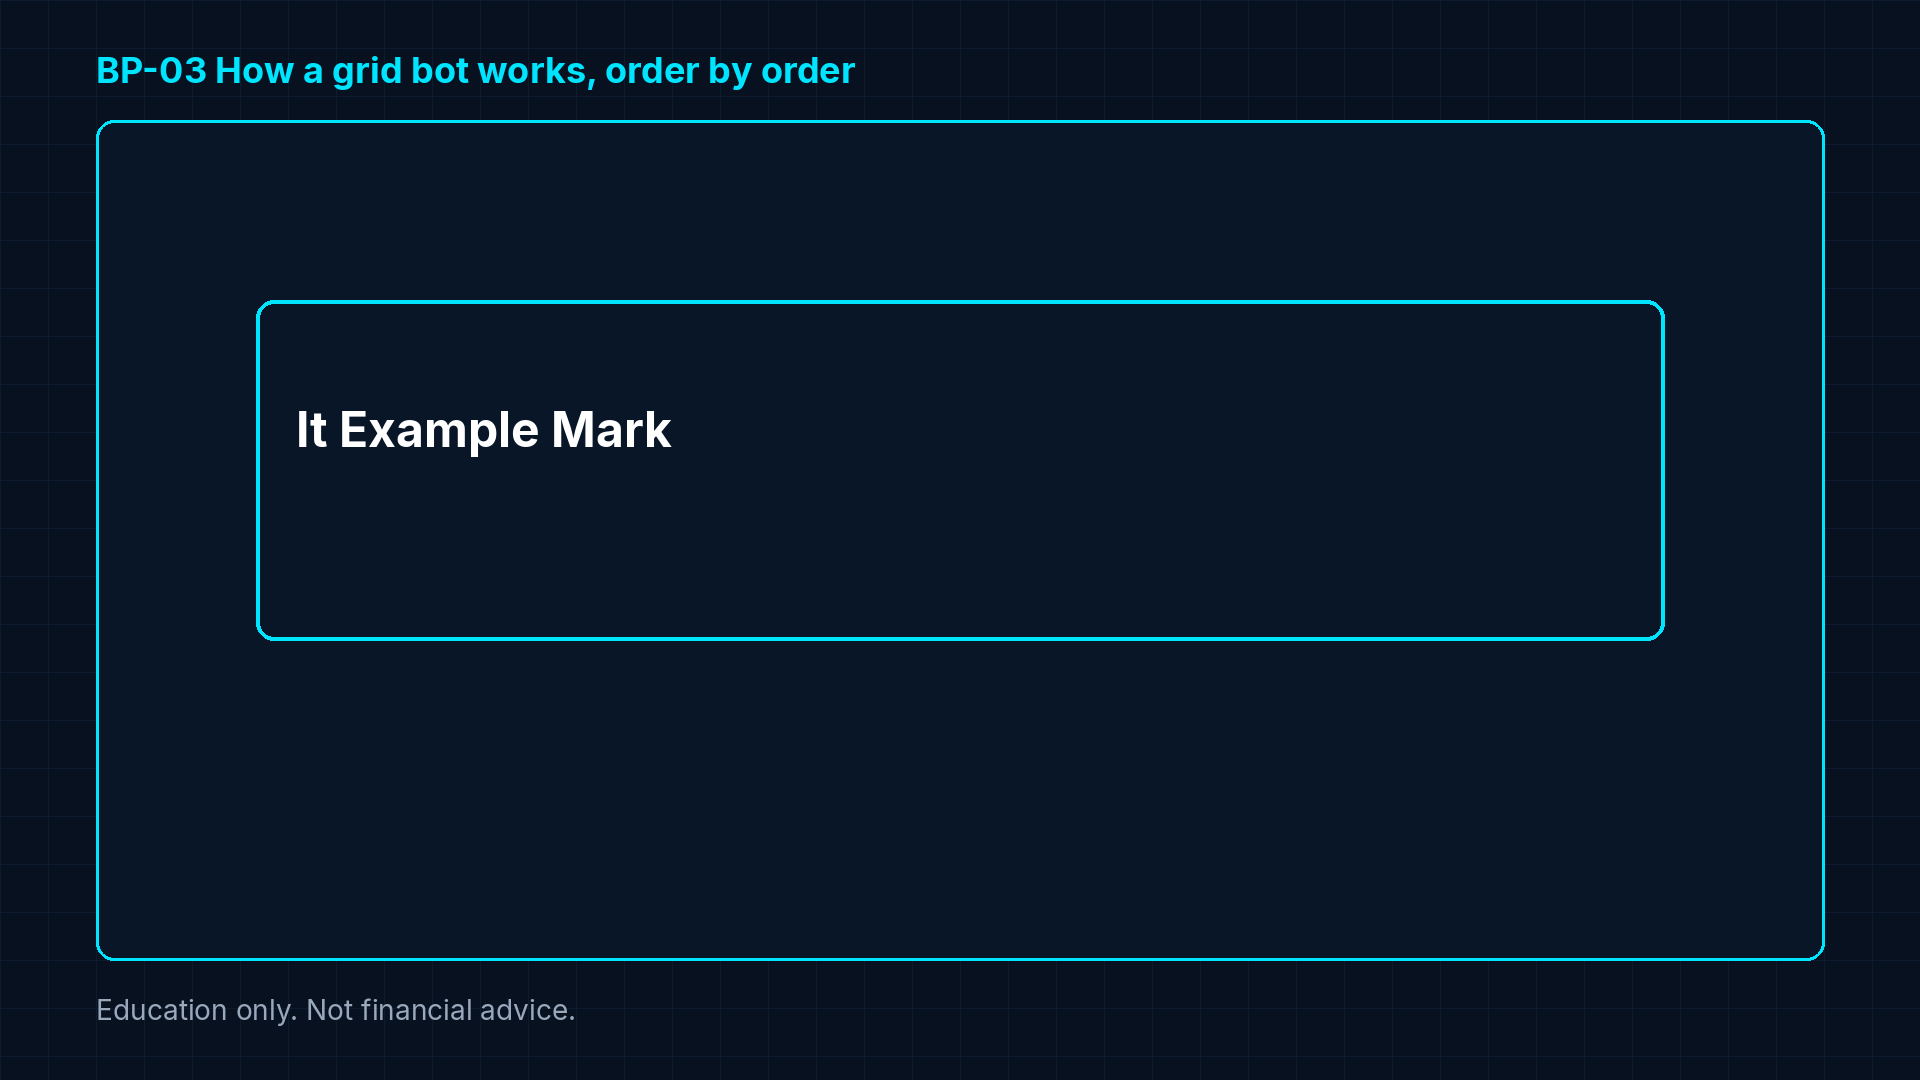 BP-03 How a grid bot works, order by order
It Example Mark
Education only. Not financial advice.